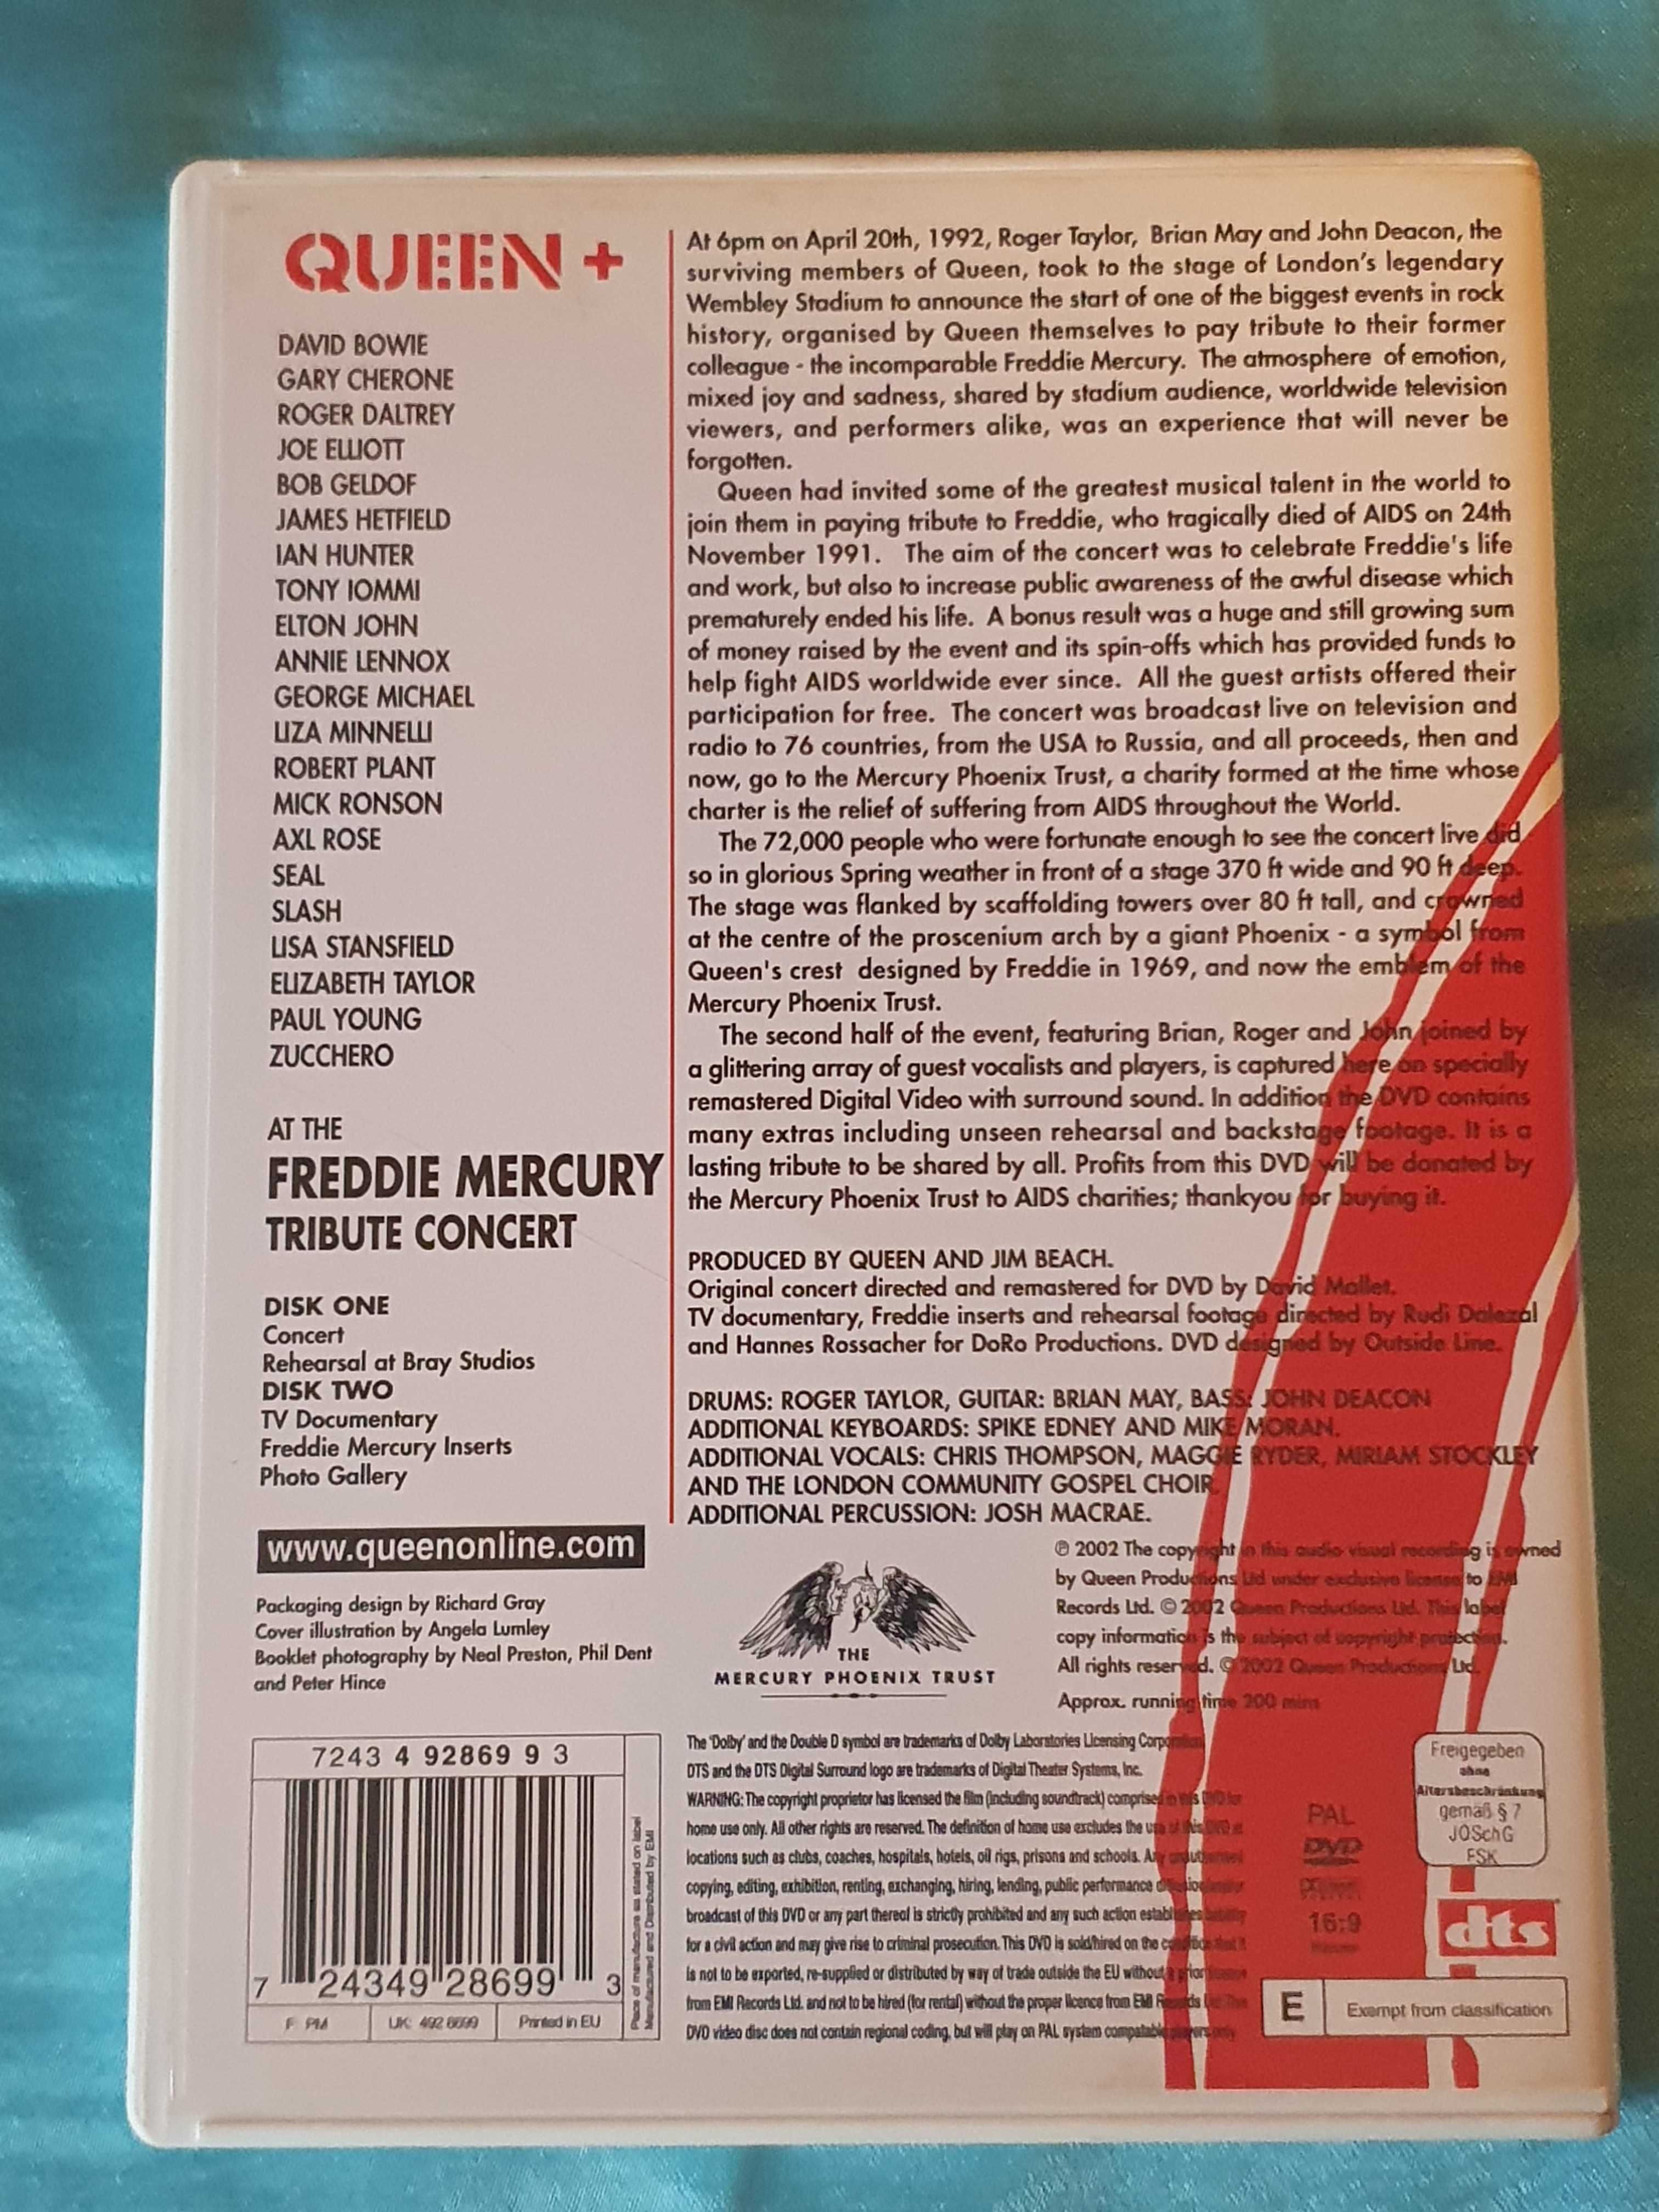 QUEEN +
DAVID BOWIE
GARY CHERONE
ROGER DALTREY
JOE ELLIOTT
BOB GELDOF
JAMES HETFIELD
IAN HUNTER
TONY IOMMI
ELTON JOHN
ANNIE LENNOX
GEORGE MICHAEL
LIZA MINNELLI
ROBERT PLANT
MICK RONSON
AXL ROSE
SEAL
SLASH
LISA STANSFIELD
ELIZABETH TAYLOR
PAUL YOUNG
ZUCCHERO
AT THE
FREDDIE MERCURY
TRIBUTE CONCERT
DISK ONE
Concert
Rehearsal at Bray Studios
DISK TWO
TV Documentary
Freddie Mercury Inserts
Photo Gallery
www.queenonline.com
Packaging design by Richard Gray
Cover illustration by Angela Lumley
Booklet photography by Neal Preston, Phil Dent
and Peter Hince
7243 4 92869 9 3
7 24349 28699 3
F PM
UK: 492 8699
Printed in EU
Place of manufacture as stated on label
Manufactured and Distributed by EMI
At 6pm on April 20th, 1992, Roger Taylor, Brian May and John Deacon, the
surviving members of Queen, took to the stage of London's legendary
Wembley Stadium to announce the start of one of the biggest events in rock
history, organised by Queen themselves to pay tribute to their former
colleague - the incomparable Freddie Mercury. The atmosphere of emotion,
mixed joy and sadness, shared by stadium audience, worldwide television
viewers, and performers alike, was an experience that will never be
forgotten.
Queen had invited some of the greatest musical talent in the world to
join them in paying tribute to Freddie, who tragically died of AIDS on 24th
November 1991. The aim of the concert was to celebrate Freddie's life
and work, but also to increase public awareness of the awful disease which
prematurely ended his life. A bonus result was a huge and still growing sum
of money raised by the event and its spin-offs which has provided funds to
help fight AIDS worldwide ever since. All the guest artists offered their
participation for free. The concert was broadcast live on television and
radio to 76 countries, from the USA to Russia, and all proceeds, then and
now, go to the Mercury Phoenix Trust, a charity formed at the time whose
charter is the relief of suffering from AIDS throughout the World.
The 72,000 people who were fortunate enough to see the concert live did
so in glorious Spring weather in front of a stage 370 ft wide and 90 ft deep.
The stage was flanked by scaffolding towers over 80 ft tall, and crowned
at the centre of the proscenium arch by a giant Phoenix - a symbol from
Queen's crest designed by Freddie in 1969, and now the emblem of the
Mercury Phoenix Trust.
The second half of the event, featuring Brian, Roger and John joined by
a glittering array of guest vocalists and players, is captured here on specially
remastered Digital Video with surround sound. In addition the DVD contains
many extras including unseen rehearsal and backstage footage. It is a
lasting tribute to be shared by all. Profits from this DVD will be donated by
the Mercury Phoenix Trust to AIDS charities; thankyou for buying it.
PRODUCED BY QUEEN AND JIM BEACH.
Original concert directed and remastered for DVD by David Mallet.
TV documentary, Freddie inserts and rehearsal footage directed by Rudi Dolezal
and Hannes Rossacher for DoRo Productions. DVD designed by Outside Line.
DRUMS: ROGER TAYLOR, GUITAR: BRIAN MAY, BASS: JOHN DEACON
ADDITIONAL KEYBOARDS: SPIKE EDNEY AND MIKE MORAN.
ADDITIONAL VOCALS: CHRIS THOMPSON, MAGGIE RYDER, MIRIAM STOCKLEY
AND THE LONDON COMMUNITY GOSPEL CHOIR.
ADDITIONAL PERCUSSION: JOSH MACRAE.
THE
MERCURY PHOENIX TRUST
℗ 2002 The copyright in this audio-visual recording is owned
by Queen Productions Ltd under exclusive license to EMI
Records Ltd. © 2002 Queen Productions Ltd. This label
copy information is the subject of copyright protection.
All rights reserved. © 2002 Queen Productions Ltd.
Approx. running time 200 mins
The 'Dolby' and the Double D symbol are trademarks of Dolby Laboratories Licensing Corporation.
DTS and the DTS Digital Surround logo are trademarks of Digital Theater Systems, Inc.
WARNING: The copyright proprietor has licensed the film (including soundtrack) comprised in this DVD for
home use only. All other rights are reserved. The definition of home use excludes the use of this DVD at
locations such as clubs, coaches, hospitals, hotels, oil rigs, prisons and schools. Any unauthorised
copying, editing, exhibition, renting, exchanging, hiring, lending, public performance
broadcast of this DVD or any part thereof is strictly prohibited and any such action establishes liability
for a civil action and may give rise to criminal prosecution. This DVD is sold/hired on the condition that it
is not to be exported, re-supplied or distributed by way of trade outside the EU without a prior licence
from EMI Records Ltd. and not to be hired (for rental) without the proper licence from EMI Records Ltd.
DVD video disc does not contain regional coding, but will play on PAL system compatable players only
PAL
DVD
16:9
Freigegeben
ohne
Altersbeschränkung
gemäß § 7
JÖSchG
FSK
dts
E Exempt from classification